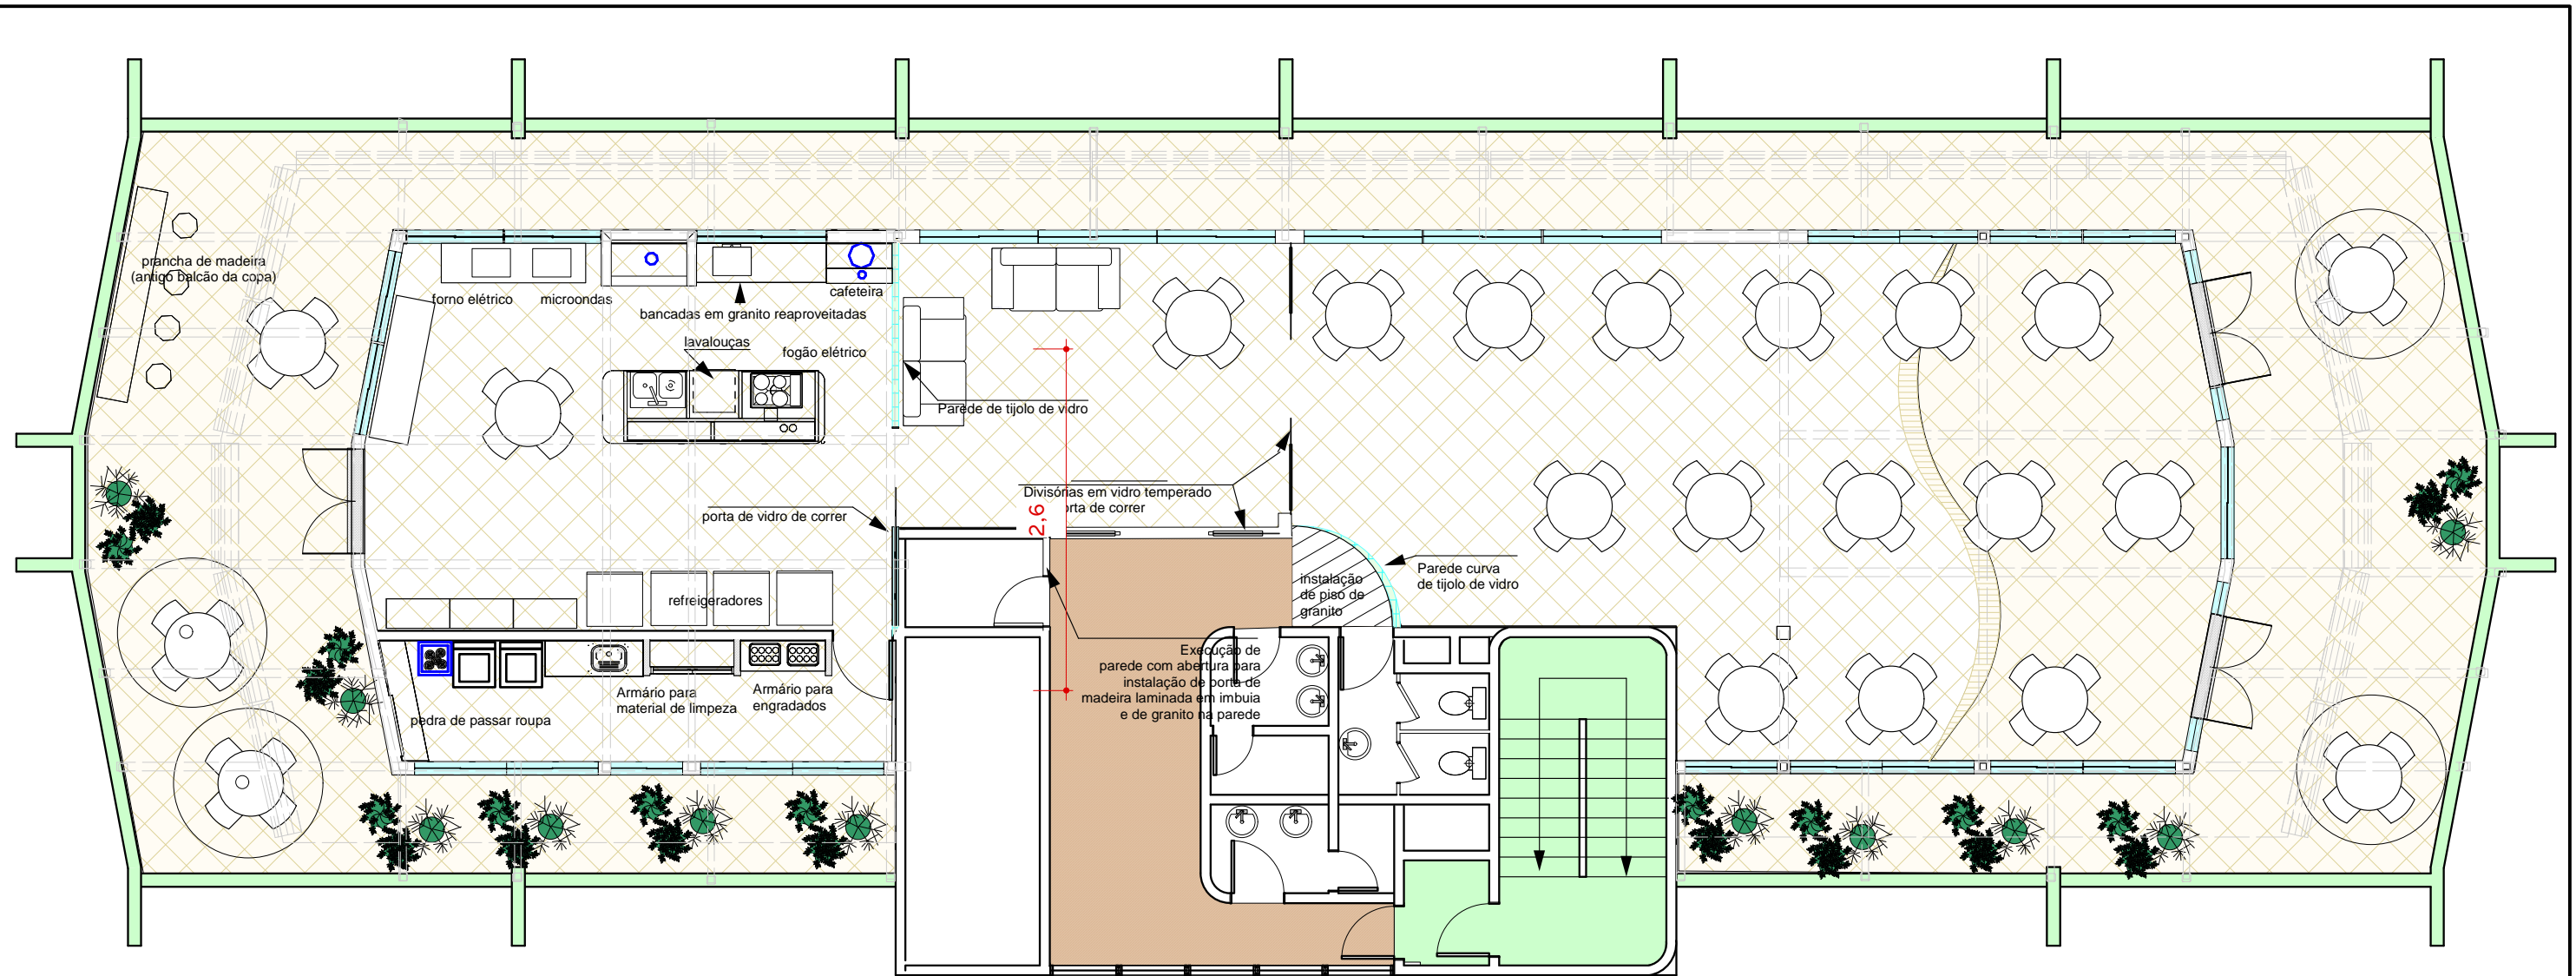 prancha de madeira
(antigo balcão da copa)
forno elétrico
microondas
cafeteira
bancadas em granito reaproveitadas
lavalouças
fogão elétrico
Parede de tijolo de vidro
Divisórias em vidro temperado
orta de correr
2,6
porta de vidro de correr
refreigeradores
instalação
de piso de
granito
Parede curva
de tijolo de vidro
Execução de
parede com abertura para
instalação de porta de
madeira laminada em imbuia
e de granito na parede
Armário para
material de limpeza
Armário para
engradados
pedra de passar roupa